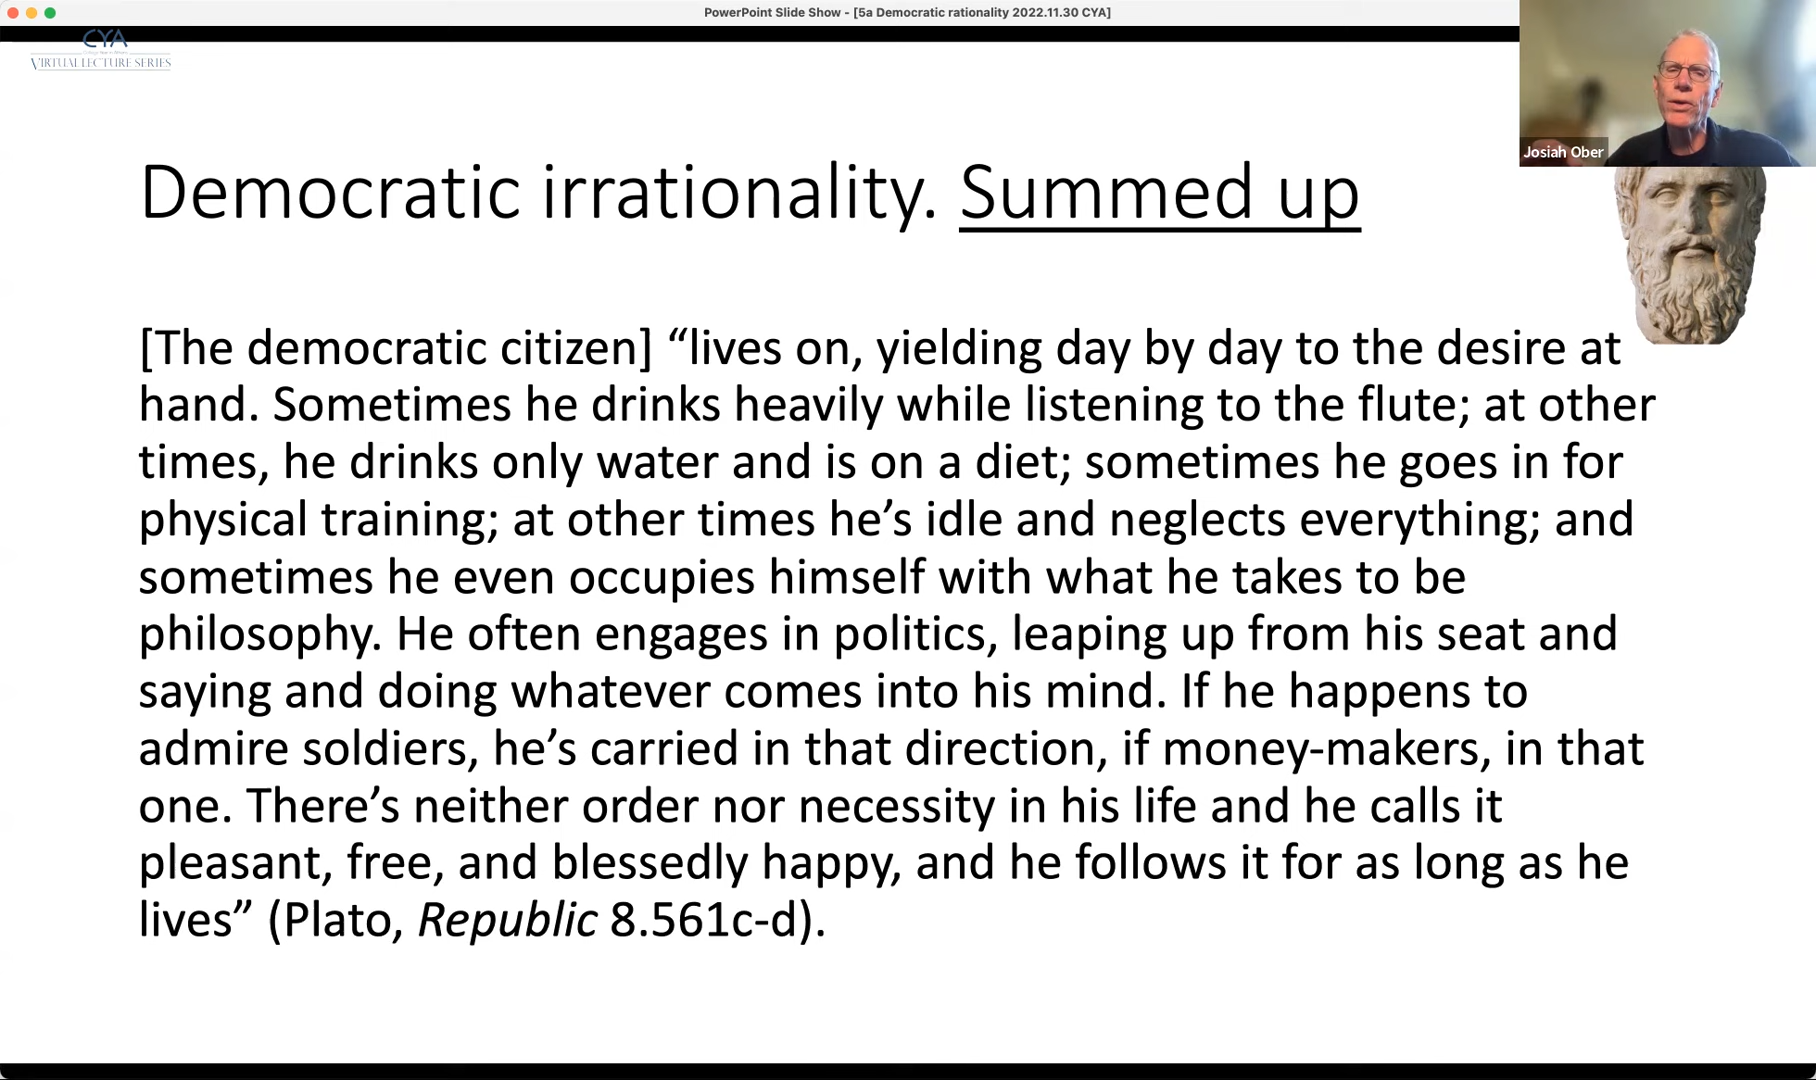 PowerPoint Slide Show - [5a Democratic rationality 2022.11.30 CYA]
CYA
VIRTUAL LECTURE SERIES
Josiah Ober
Democratic irrationality. Summed up
[The democratic citizen] “lives on, yielding day by day to the desire at
hand. Sometimes he drinks heavily while listening to the flute; at other
times, he drinks only water and is on a diet; sometimes he goes in for
physical training; at other times he’s idle and neglects everything; and
sometimes he even occupies himself with what he takes to be
philosophy. He often engages in politics, leaping up from his seat and
saying and doing whatever comes into his mind. If he happens to
admire soldiers, he’s carried in that direction, if money-makers, in that
one. There’s neither order nor necessity in his life and he calls it
pleasant, free, and blessedly happy, and he follows it for as long as he
lives” (Plato, Republic 8.561c-d).